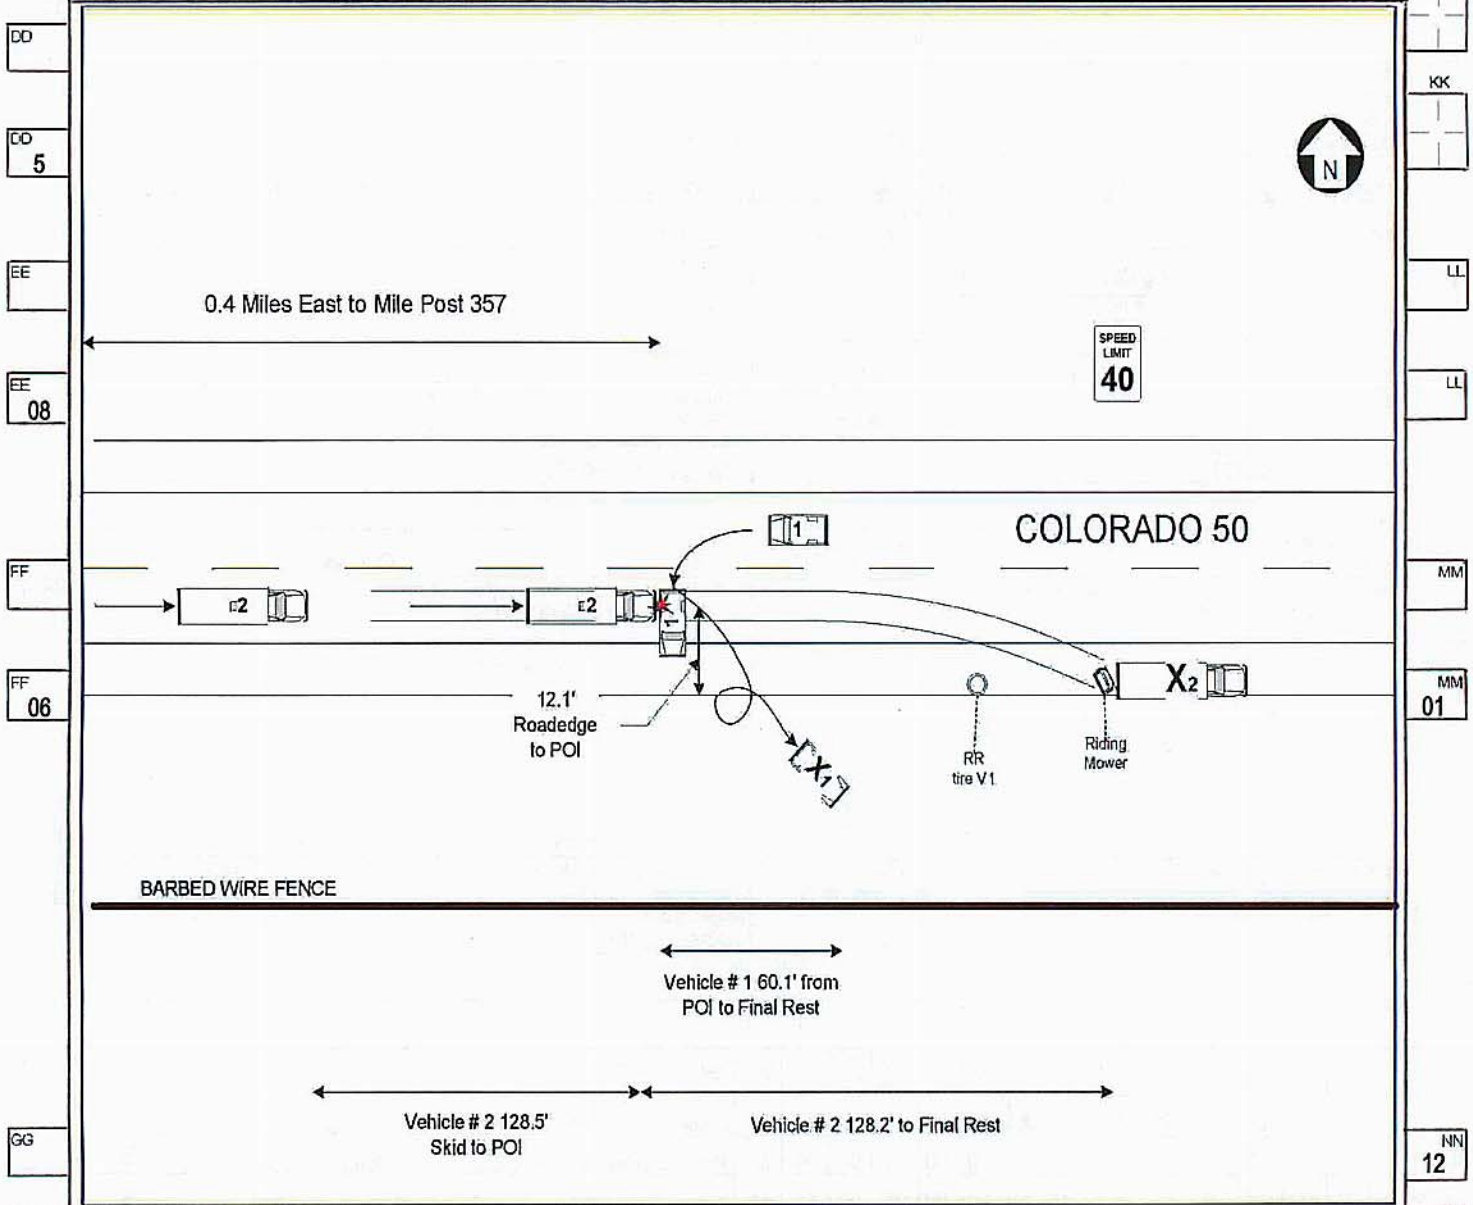 DD
DD
5
EE
EE
08
FF
FF
06
GG
KK
LL
LL
MM
MM
01
NN
12
N
0.4 Miles East to Mile Post 357
SPEED
LIMIT
40
COLORADO 50
1
E2
E2
1
X2
12.1'
Roadedge
to POI
X1
RR
tire V1
Riding
Mower
BARBED WIRE FENCE
Vehicle # 1 60.1' from
POI to Final Rest
Vehicle # 2 128.5'
Skid to POI
Vehicle # 2 128.2' to Final Rest